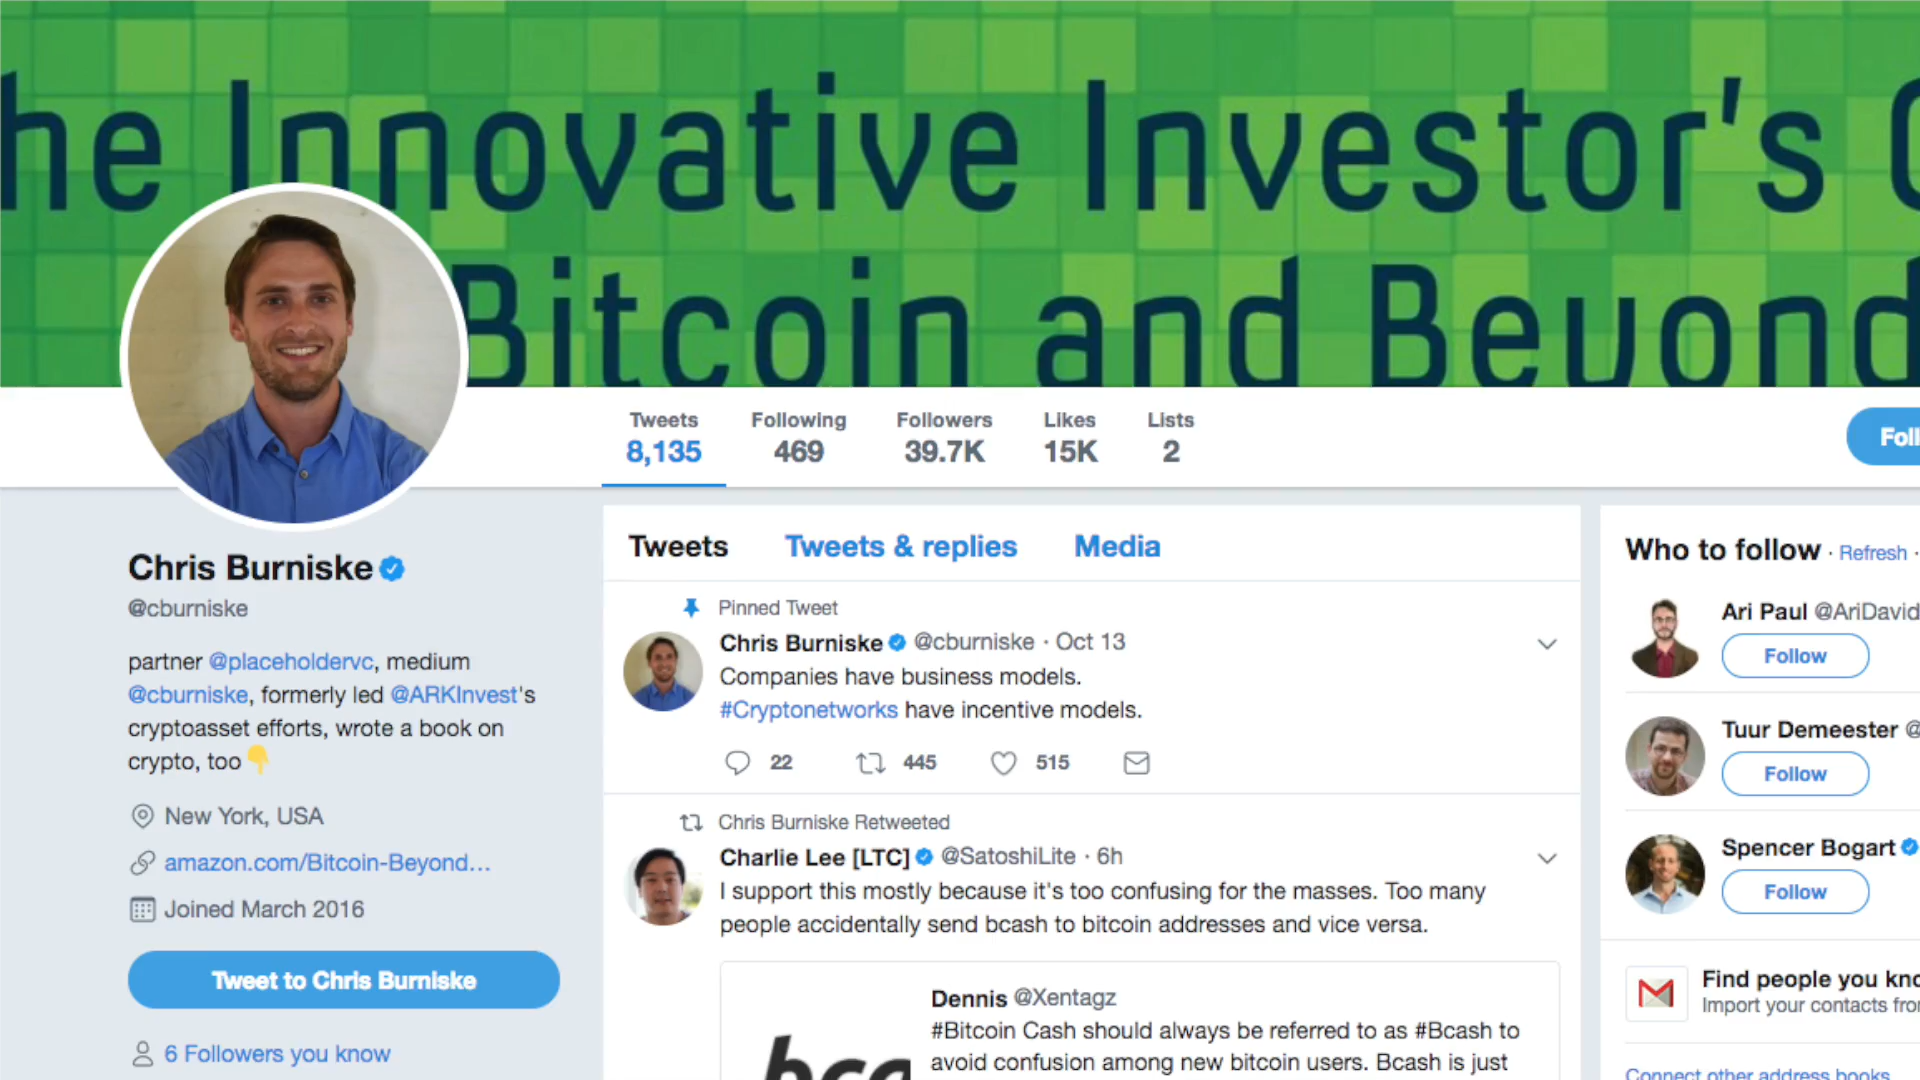 he Innovative Investor's
Bitcoin and Beyond
Tweets
8,135
Following
469
Followers
39.7K
Likes
15K
Lists
2
Foll
Chris Burniske
@cburniske
partner @placeholdervc, medium
@cburniske, formerly led @ARKInvest's
cryptoasset efforts, wrote a book on
crypto, too
New York, USA
amazon.com/Bitcoin-Beyond...
Joined March 2016
Tweet to Chris Burniske
6 Followers you know
Tweets
Tweets & replies
Media
Pinned Tweet
Chris Burniske @cburniske · Oct 13
Companies have business models.
#Cryptonetworks have incentive models.
22
445
515
Chris Burniske Retweeted
Charlie Lee [LTC] @SatoshiLite · 6h
I support this mostly because it's too confusing for the masses. Too many
people accidentally send bcash to bitcoin addresses and vice versa.
Dennis @Xentagz
#Bitcoin Cash should always be referred to as #Bcash to
avoid confusion among new bitcoin users. Bcash is just
bca
Who to follow · Refresh ·
Ari Paul @AriDavid
Follow
Tuur Demeester @
Follow
Spencer Bogart
Follow
Find people you kno
Import your contacts fro
Connect other address books